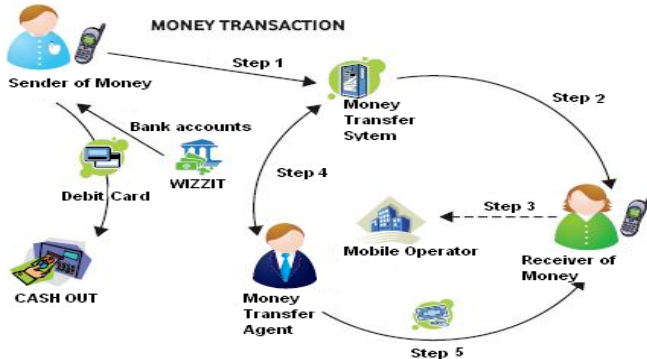 MONEY TRANSACTION
Sender of Money
Step 1
Money
Transfer
Sytem
Step 2
Bank accounts
WIZZIT
Debit Card
Step 4
Step 3
Mobile Operator
Receiver of
Money
CASH OUT
Money
Transfer
Agent
Step 5